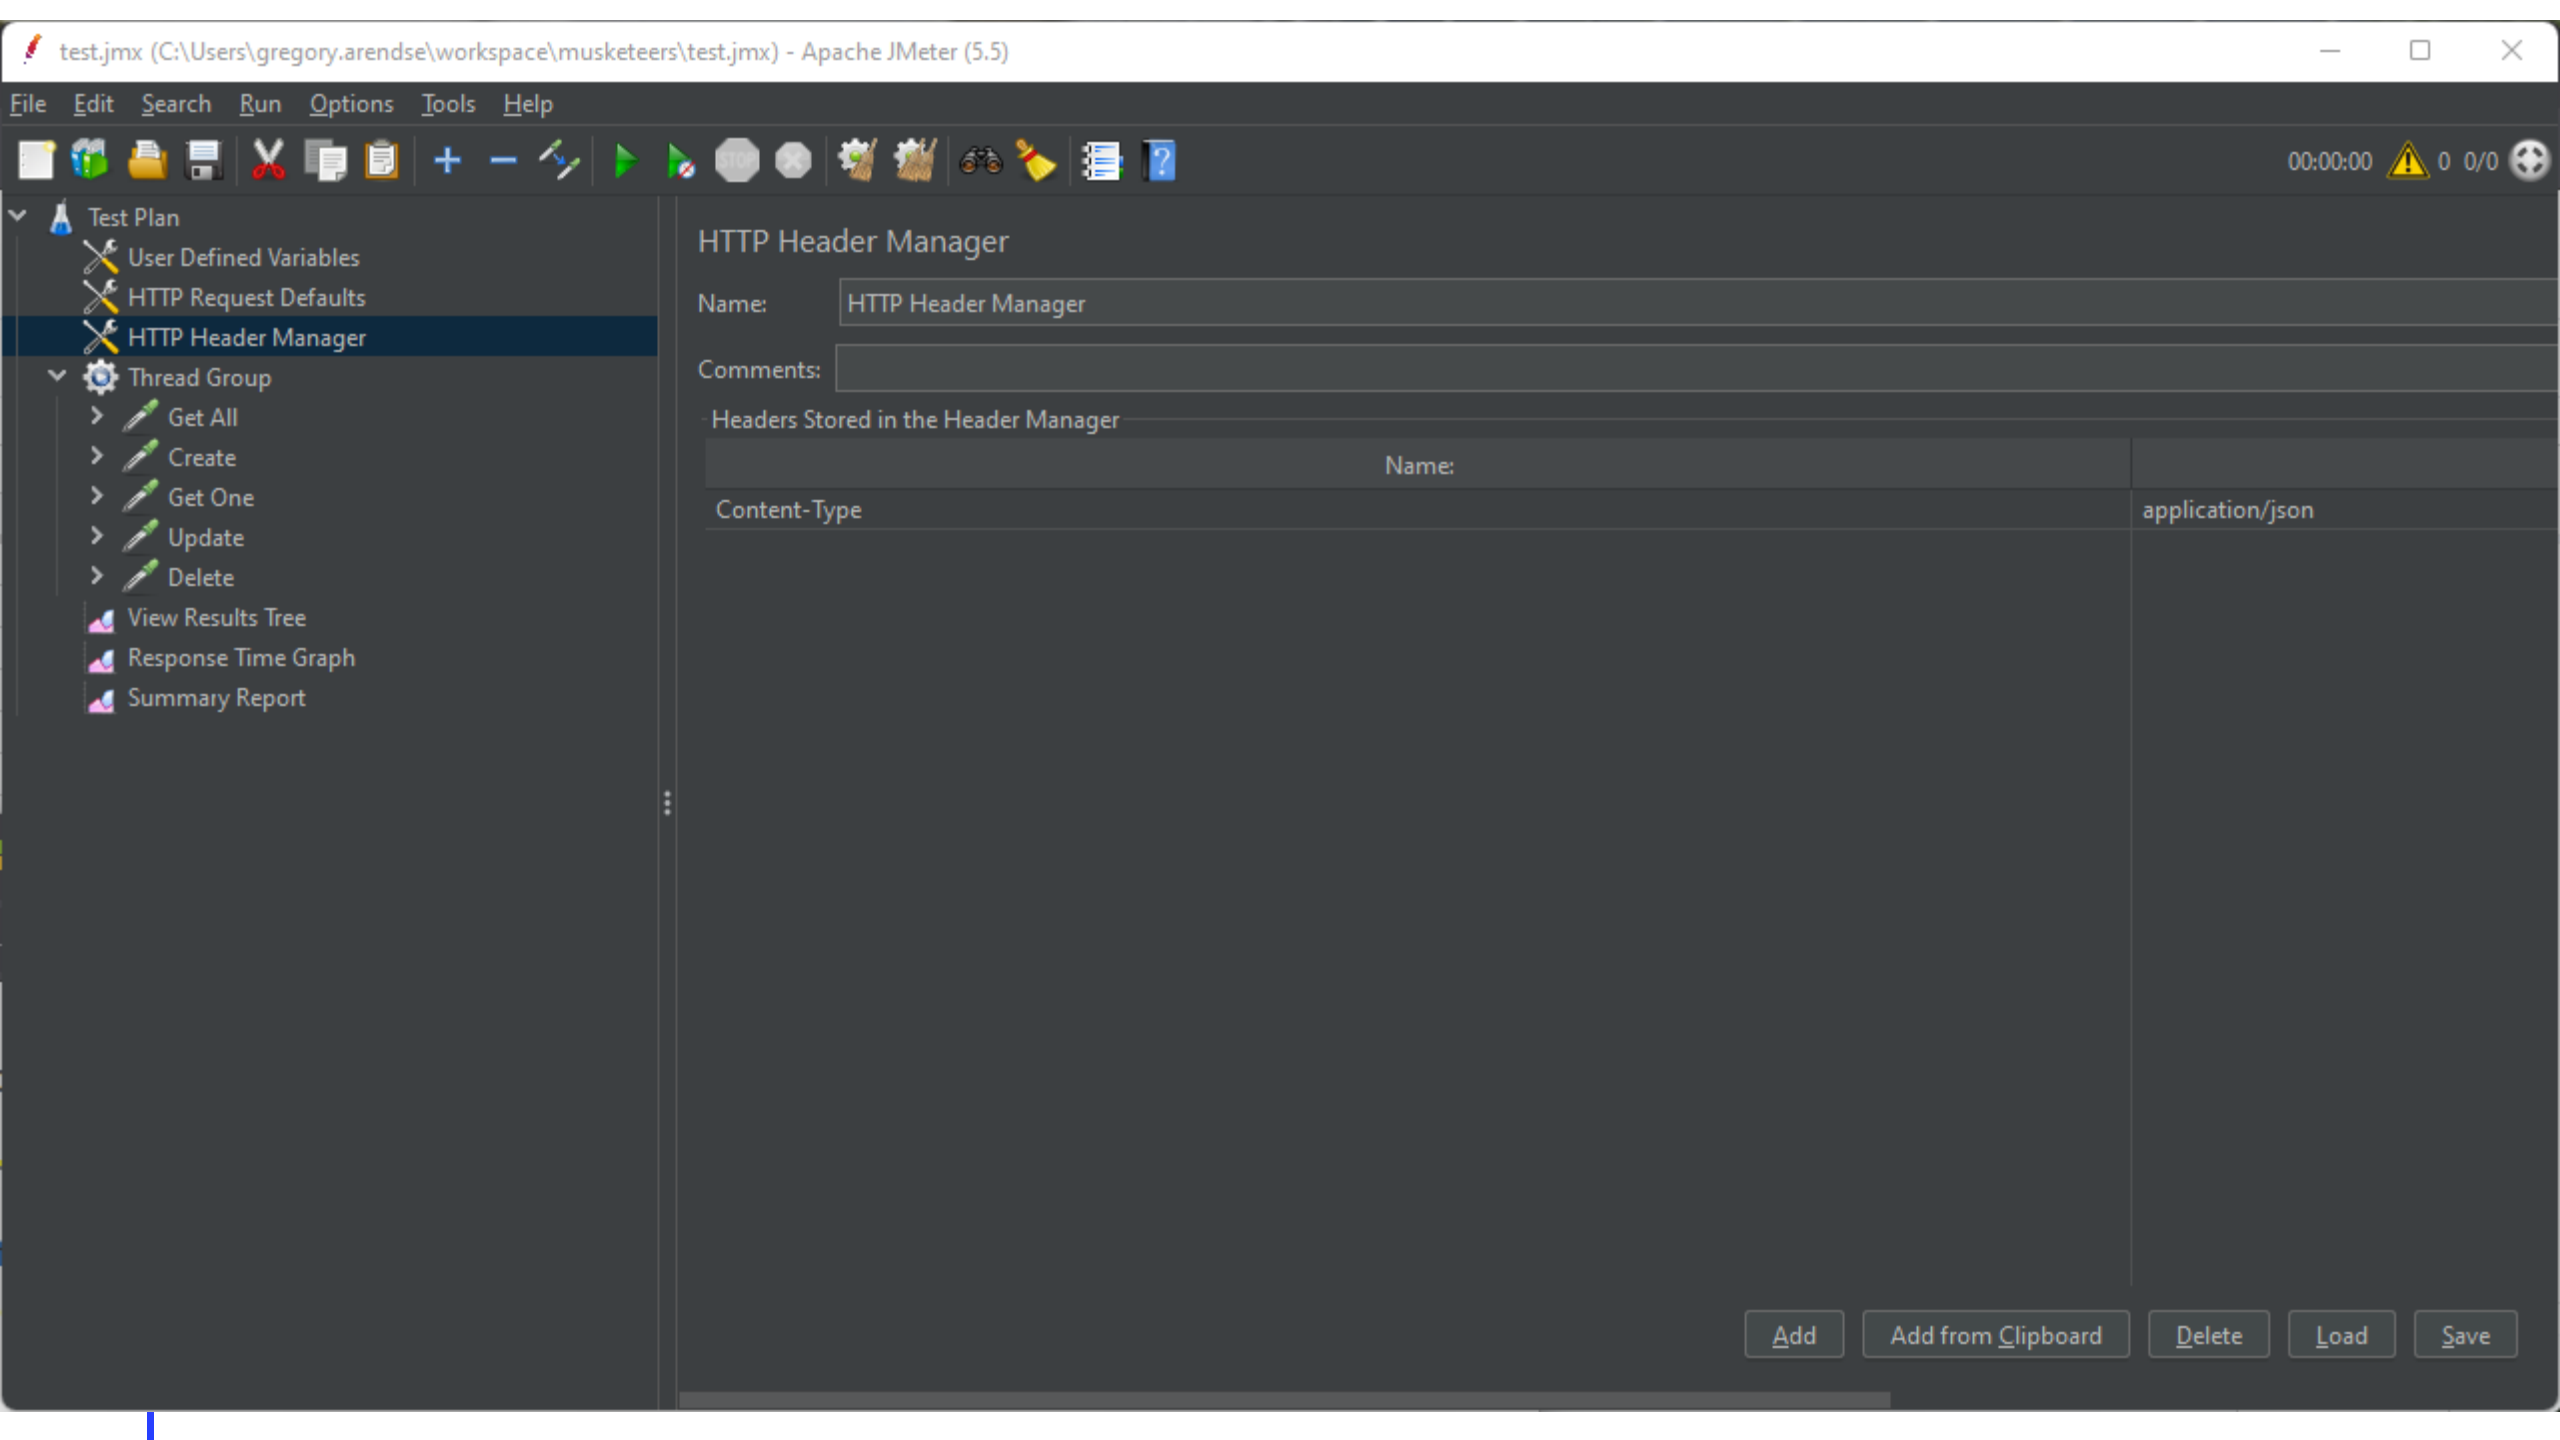 test.jmx (C:\Users\gregory.arendse\workspace\musketeers\test.jmx) - Apache JMeter (5.5)
File Edit Search Run Options Tools Help
STOP
00:00:00 0 0/0
Test Plan
User Defined Variables
HTTP Request Defaults
HTTP Header Manager
Thread Group
Get All
Create
Get One
Update
Delete
View Results Tree
Response Time Graph
Summary Report
HTTP Header Manager
Name: HTTP Header Manager
Comments:
Headers Stored in the Header Manager
Name:
Content-Type application/json
Add Add from Clipboard Delete Load Save